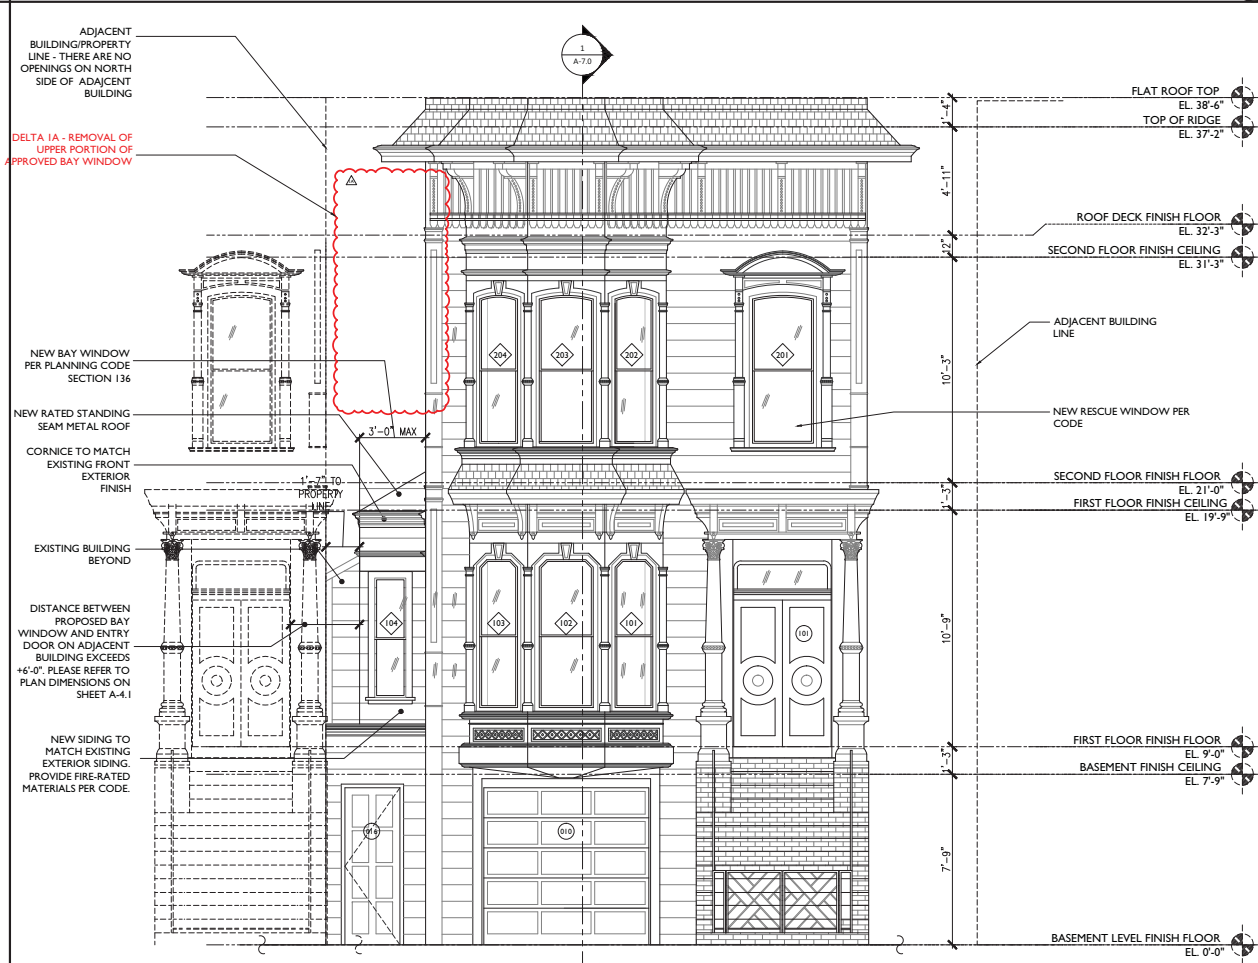 ADJACENT
BUILDING/PROPERTY
LINE - THERE ARE NO
OPENINGS ON NORTH
SIDE OF ADAJCENT
BUILDING
DELTA 1A - REMOVAL OF
UPPER PORTION OF
APPROVED BAY WINDOW
NEW BAY WINDOW
PER PLANNING CODE
SECTION 136
NEW RATED STANDING
SEAM METAL ROOF
CORNICE TO MATCH
EXISTING FRONT
EXTERIOR
FINISH
EXISTING BUILDING
BEYOND
DISTANCE BETWEEN
PROPOSED BAY
WINDOW AND ENTRY
DOOR ON ADJACENT
BUILDING EXCEEDS
+6'-0". PLEASE REFER TO
PLAN DIMENSIONS ON
SHEET A-4.1
NEW SIDING TO
MATCH EXISTING
EXTERIOR SIDING.
PROVIDE FIRE-RATED
MATERIALS PER CODE.
1
A-7.0
3'-0" MAX
1'-7" TO
PROPERTY
LINE
204
203
202
201
104
103
102
101
101
016
010
1'-4"
4'-11"
12"
10'-3"
1'-3"
10'-9"
1'-3"
7'-9"
FLAT ROOF TOP
EL. 38'-6"
TOP OF RIDGE
EL. 37'-2"
ROOF DECK FINISH FLOOR
EL. 32'-3"
SECOND FLOOR FINISH CEILING
EL. 31'-3"
ADJACENT BUILDING
LINE
NEW RESCUE WINDOW PER
CODE
SECOND FLOOR FINISH FLOOR
EL. 21'-0"
FIRST FLOOR FINISH CEILING
EL. 19'-9"
FIRST FLOOR FINISH FLOOR
EL. 9'-0"
BASEMENT FINISH CEILING
EL. 7'-9"
BASEMENT LEVEL FINISH FLOOR
EL. 0'-0"